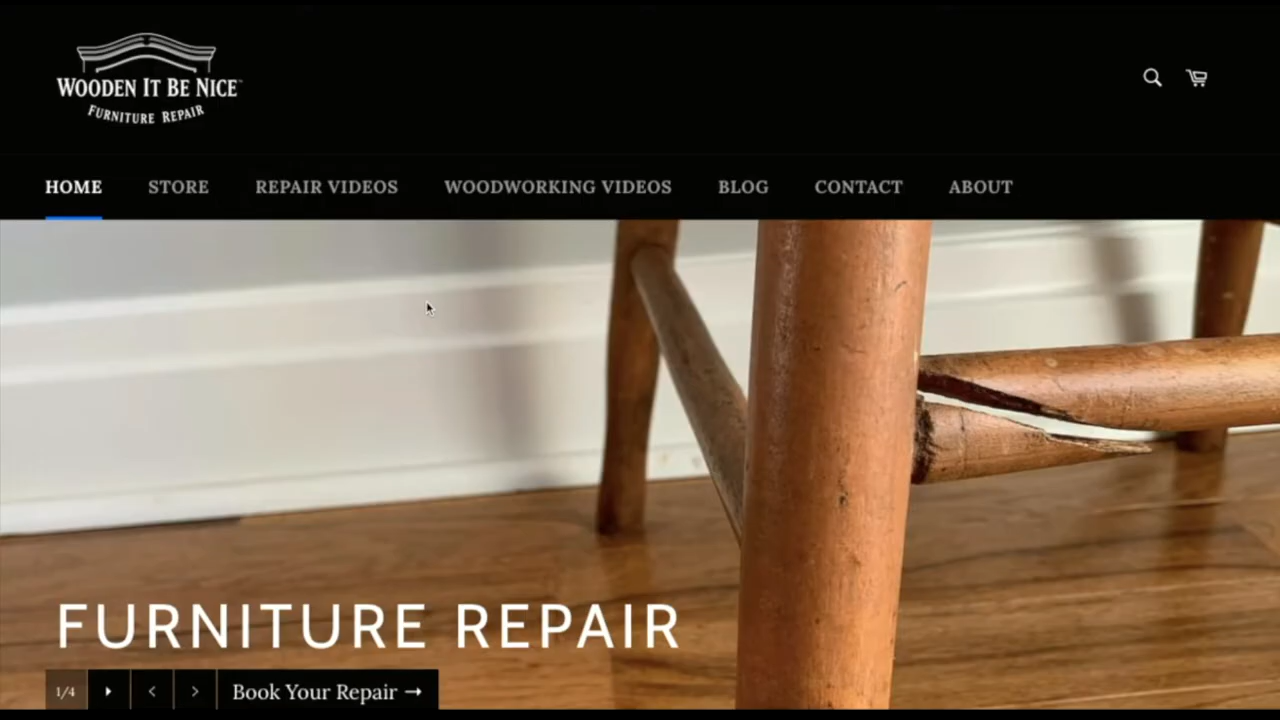 WOODEN IT BE NICE™
FURNITURE REPAIR
HOME STORE REPAIR VIDEOS WOODWORKING VIDEOS BLOG CONTACT ABOUT
FURNITURE REPAIR
1/4 Book Your Repair →